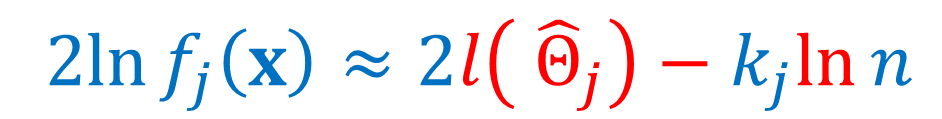 2ln f_j(𝐱) ≈ 2l(Θ̂_j) − k_j ln n